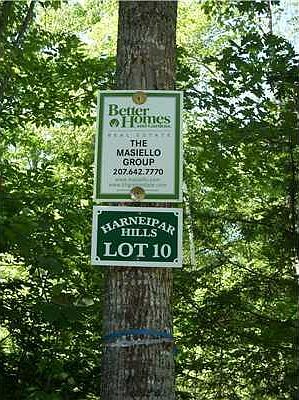 Better
Homes
and Gardens
REAL ESTATE
THE
MASIELLO
GROUP
207.642.7770
HARNEIPAR
HILLS
LOT 10